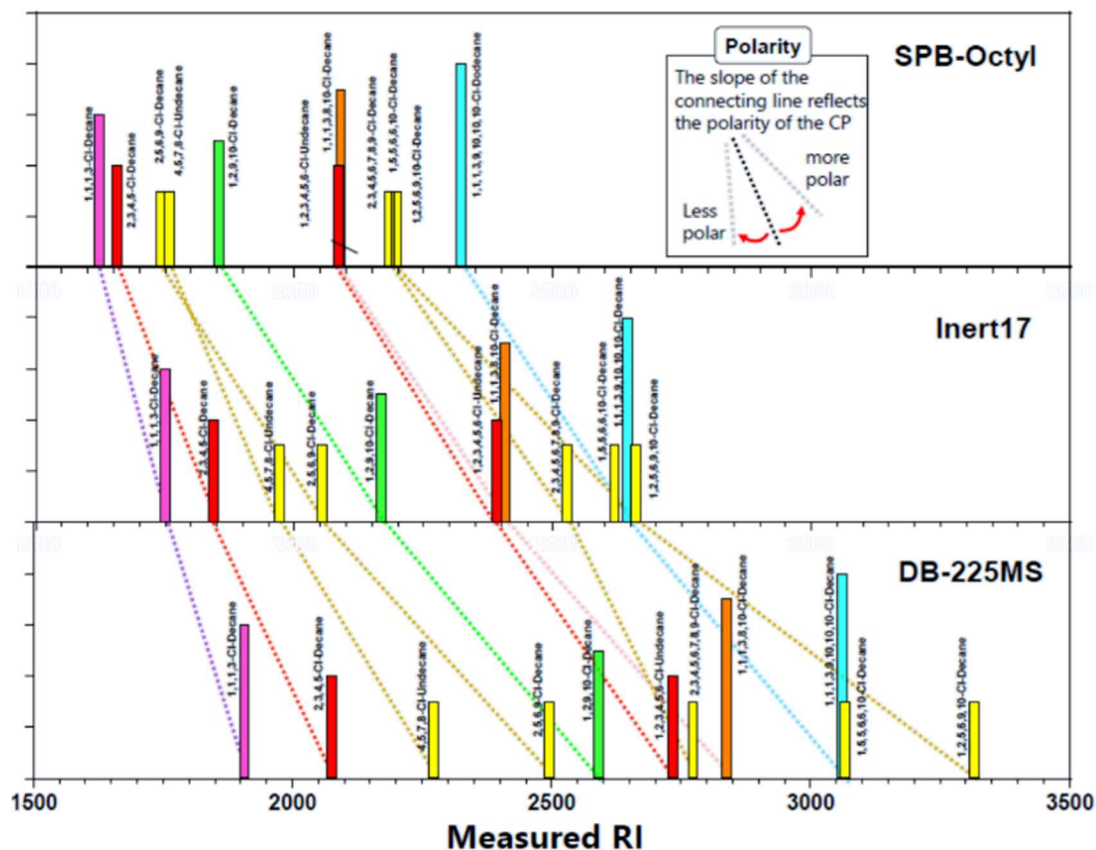 SPB-Octyl
Polarity
The slope of the
connecting line reflects
the polarity of the CP
more
polar
Less
polar
1,1,1,3-Cl-Decane
2,3,4,5-Cl-Decane
2,5,6,9-Cl-Decane
4,5,7,8-Cl-Undecane
1,2,9,10-Cl-Decane
1,2,3,4,5,6-Cl-Undecane
1,1,1,3,8,10-Cl-Decane
2,3,4,5,6,7,8,9-Cl-Decane
1,5,5,6,6,10-Cl-Decane
1,2,5,6,9,10-Cl-Decane
1,1,1,3,9,10,10,10-Cl-Dodecane
1500
2000
2500
3000
3500
Inert17
1,1,1,3-Cl-Decane
2,3,4,5-Cl-Decane
4,5,7,8-Cl-Undecane
2,5,6,9-Cl-Decane
1,2,9,10-Cl-Decane
1,2,3,4,5,6-Cl-Undecane
1,1,1,3,8,10-Cl-Decane
2,3,4,5,6,7,8,9-Cl-Decane
1,5,5,6,6,10-Cl-Decane
1,1,1,3,9,10,10,10-Cl-Decane
1,2,5,6,9,10-Cl-Decane
1500
2000
2500
3000
3500
DB-225MS
1,1,1,3-Cl-Decane
2,3,4,5-Cl-Decane
4,5,7,8-Cl-Undecane
2,5,6,9-Cl-Decane
1,2,9,10-Cl-Decane
1,2,3,4,5,6-Cl-Undecane
2,3,4,5,6,7,8,9-Cl-Decane
1,1,1,3,8,10-Cl-Decane
1,1,1,3,9,10,10,10-Cl-Decane
1,5,5,6,6,10-Cl-Decane
1,2,5,6,9,10-Cl-Decane
1500
2000
2500
3000
3500
Measured RI